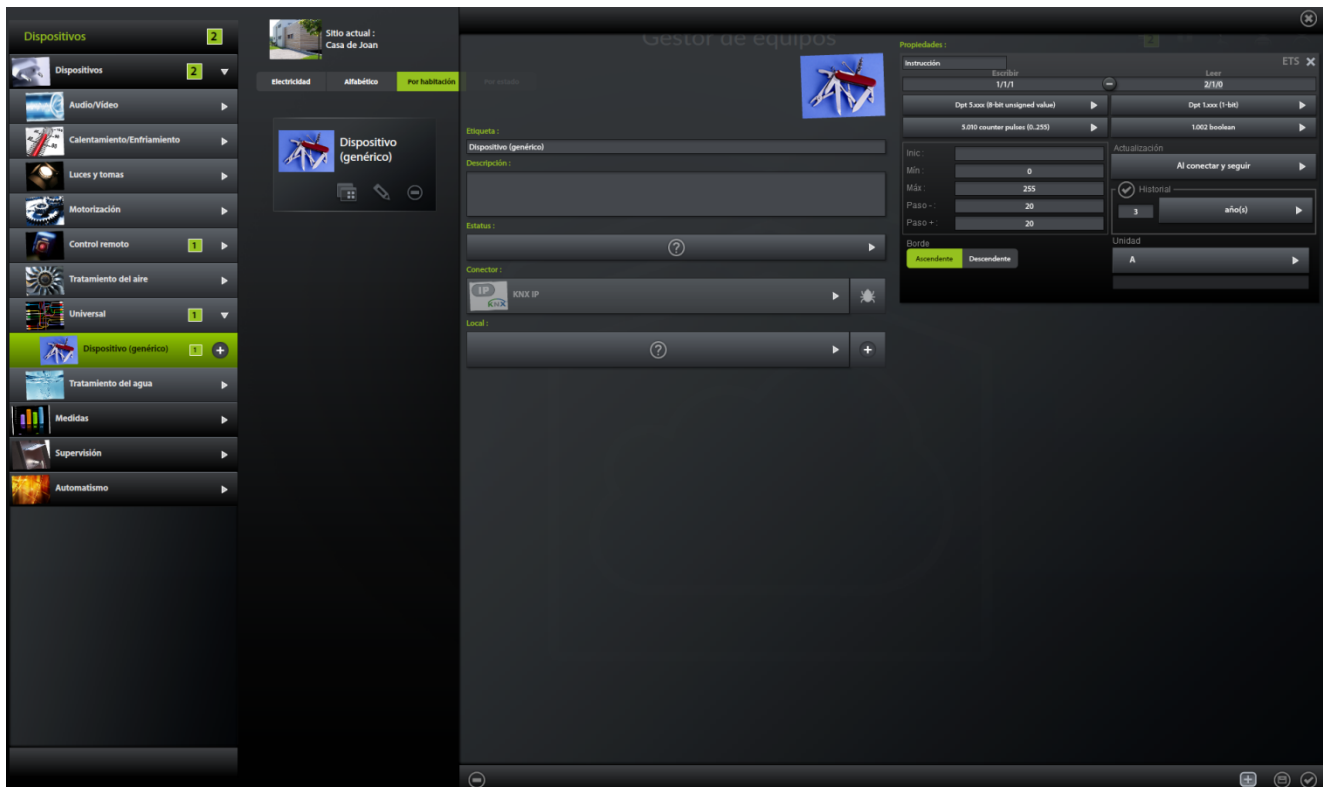 Dispositivos 2
Dispositivos 2
Audio/Vídeo
Calentamiento/Enfriamiento
Luces y tomas
Motorización
Control remoto 1
Tratamiento del aire
Universal 1
Dispositivo (genérico) 1
Tratamiento del agua
Medidas
Supervisión
Automatismo
Sitio actual :
Casa de Joan
Electricidad Alfabético Por habitación Por estado
Dispositivo
(genérico)
Gestor de equipos 2
Etiqueta :
Dispositivo (genérico)
Descripción :
Estatus :
?
Conector :
IP KNX KNX IP
Local :
?
Propiedades :
Instrucción ETS
Escribir Leer
1/1/1 2/1/0
Dpt 5.xxx (8-bit unsigned value) Dpt 1.xxx (1-bit)
5.010 counter pulses (0..255) 1.002 boolean
Inic :
Mín : 0
Máx : 255
Paso - : 20
Paso + : 20
Borde
Ascendente Descendente
Actualización
Al conectar y seguir
Historial
3 año(s)
Unidad
A